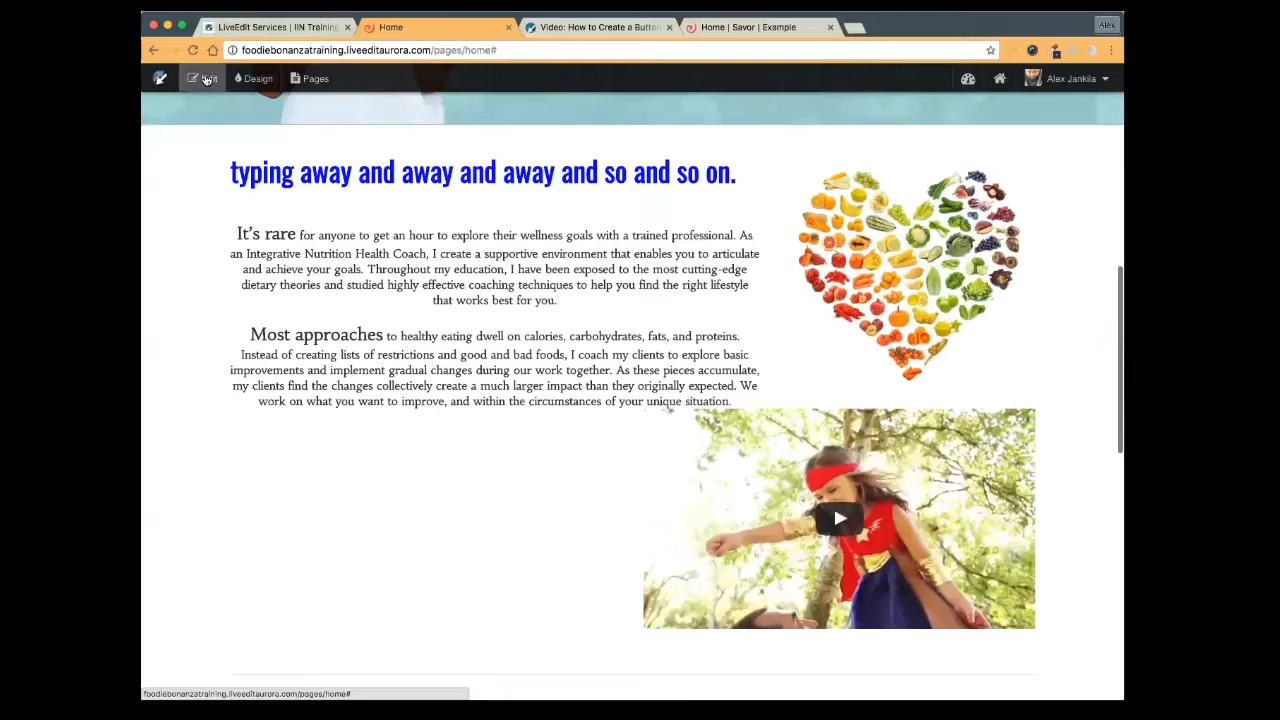 LiveEdit Services | IIN Training
Home
Video: How to Create a Button
Home | Savor | Example
Alex
foodiebonanzatraining.liveeditaurora.com/pages/home#
Edit
Design
Pages
Alex Jankila
typing away and away and away and so and so on.
It's rare for anyone to get an hour to explore their wellness goals with a trained professional. As
an Integrative Nutrition Health Coach, I create a supportive environment that enables you to articulate
and achieve your goals. Throughout my education, I have been exposed to the most cutting-edge
dietary theories and studied highly effective coaching techniques to help you find the right lifestyle
that works best for you.
Most approaches to healthy eating dwell on calories, carbohydrates, fats, and proteins.
Instead of creating lists of restrictions and good and bad foods, I coach my clients to explore basic
improvements and implement gradual changes during our work together. As these pieces accumulate,
my clients find the changes collectively create a much larger impact than they originally expected. We
work on what you want to improve, and within the circumstances of your unique situation.
foodiebonanzatraining.liveeditaurora.com/pages/home#